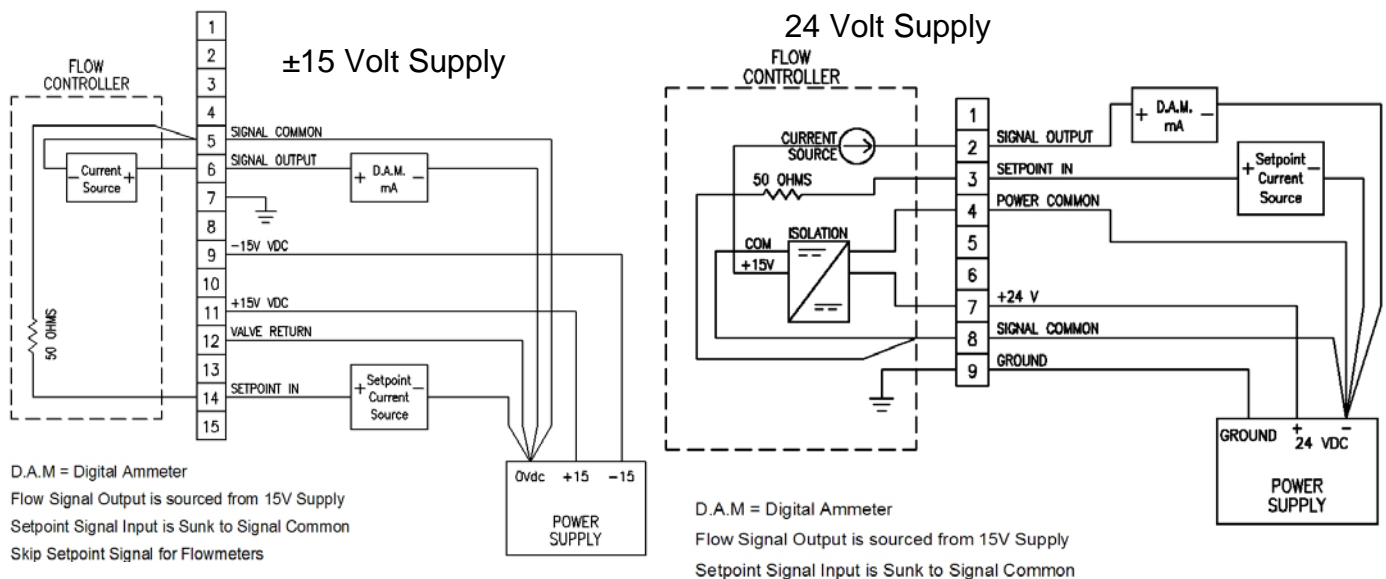 ±15 Volt Supply
FLOW
CONTROLLER
1
2
3
4
5
6
7
8
9
10
11
12
13
14
15
SIGNAL COMMON
SIGNAL OUTPUT
- Current +
Source
+ D.A.M. -
mA
-15V VDC
+15V VDC
VALVE RETURN
50 OHMS
SETPOINT IN
+ Setpoint -
Current
Source
0Vdc +15 -15
POWER
SUPPLY
D.A.M = Digital Ammeter
Flow Signal Output is sourced from 15V Supply
Setpoint Signal Input is Sunk to Signal Common
Skip Setpoint Signal for Flowmeters
24 Volt Supply
FLOW
CONTROLLER
1
2
3
4
5
6
7
8
9
CURRENT
SOURCE
50 OHMS
ISOLATION
COM
+15V
SIGNAL OUTPUT
SETPOINT IN
POWER COMMON
+24 V
SIGNAL COMMON
GROUND
+ D.A.M. -
mA
+ Setpoint -
Current
Source
GROUND + -
24 VDC
POWER
SUPPLY
D.A.M = Digital Ammeter
Flow Signal Output is sourced from 15V Supply
Setpoint Signal Input is Sunk to Signal Common